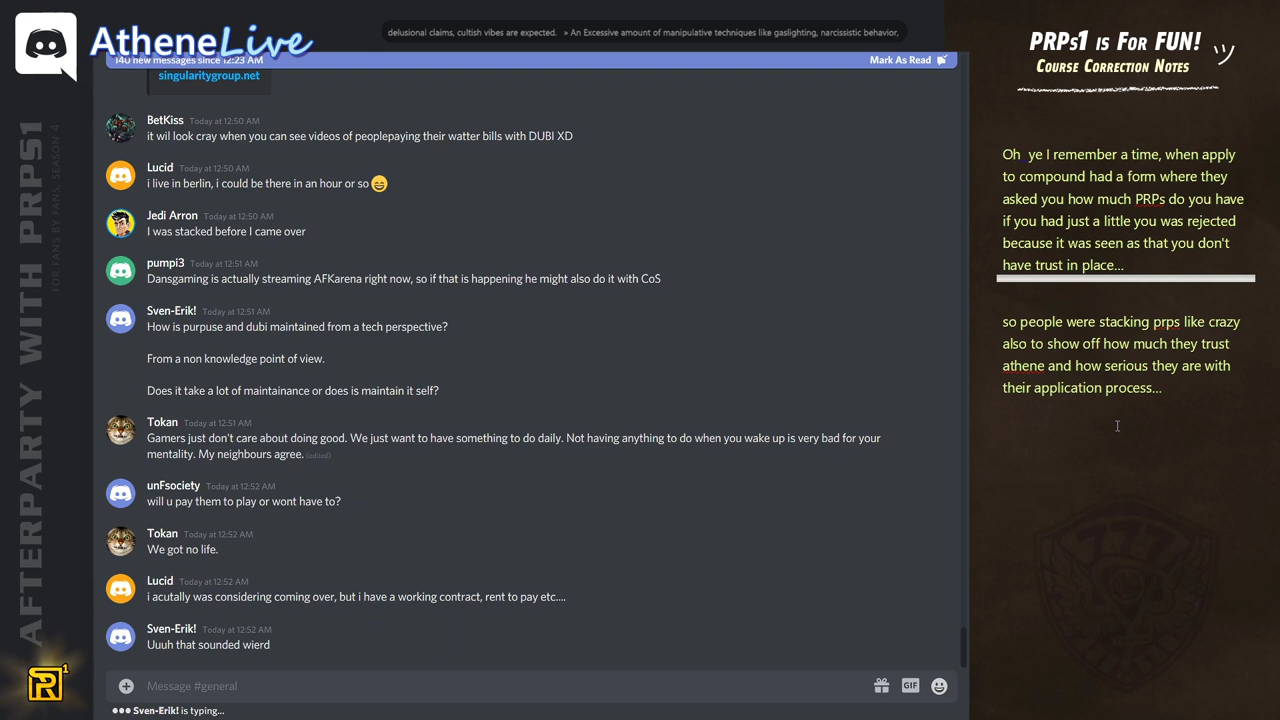 AtheneLive
delusional claims, cultish vibes are expected.   » An Excessive amount of manipulative techniques like gaslighting, narcissistic behavior,
140 new messages since 12:23 AM
Mark As Read
singularitygroup.net
BetKiss Today at 12:50 AM
it wil look cray when you can see videos of peoplepaying their watter bills with DUBI XD
Lucid Today at 12:50 AM
i live in berlin, i could be there in an hour or so
Jedi Arron Today at 12:50 AM
I was stacked before I came over
pumpi3 Today at 12:51 AM
Dansgaming is actually streaming AFKarena right now, so if that is happening he might also do it with CoS
Sven-Erik! Today at 12:51 AM
How is purpuse and dubi maintained from a tech perspective?
From a non knowledge point of view.
Does it take a lot of maintainance or does is maintain it self?
Tokan Today at 12:51 AM
Gamers just don't care about doing good. We just want to have something to do daily. Not having anything to do when you wake up is very bad for your
mentality. My neighbours agree. (edited)
unFsociety Today at 12:52 AM
will u pay them to play or wont have to?
Tokan Today at 12:52 AM
We got no life.
Lucid Today at 12:52 AM
i acutally was considering coming over, but i have a working contract, rent to pay etc....
Sven-Erik! Today at 12:52 AM
Uuuh that sounded wierd
Message #general
GIF
Sven-Erik! is typing...
AFTERPARTY WITH PRPS1
FOR FANS BY FANS, SEASON 4
R1
PRPs1 is For FUN!
Course Correction Notes
Oh  ye I remember a time, when apply
to compound had a form where they
asked you how much PRPs do you have
if you had just a little you was rejected
because it was seen as that you don't
have trust in place...
so people were stacking prps like crazy
also to show off how much they trust
athene and how serious they are with
their application process...